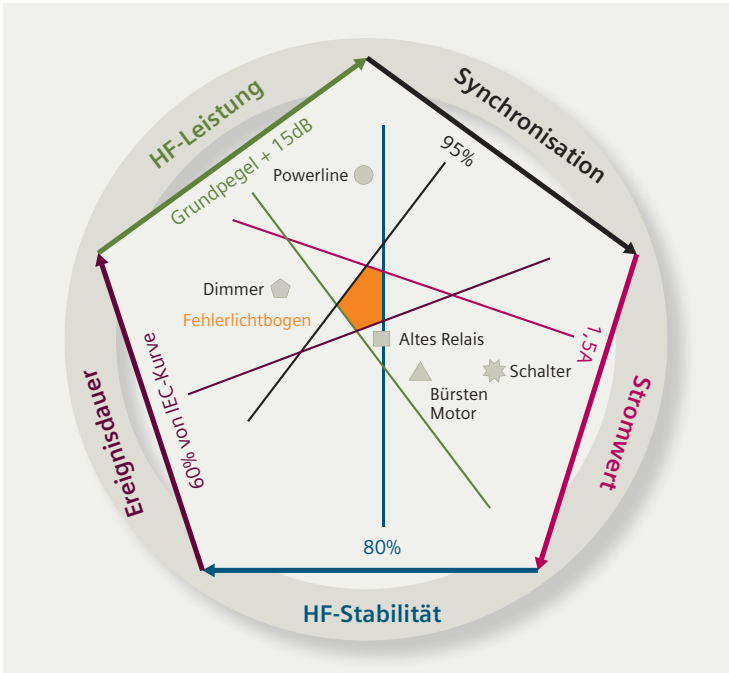 HF-Leistung
Synchronisation
Grundpegel + 15dB
95%
Powerline
Dimmer
Fehlerlichtbogen
Altes Relais
1,5A
Schalter
Bürsten
Motor
Ereignisdauer
60% von IEC-Kurve
Stromwert
80%
HF-Stabilität